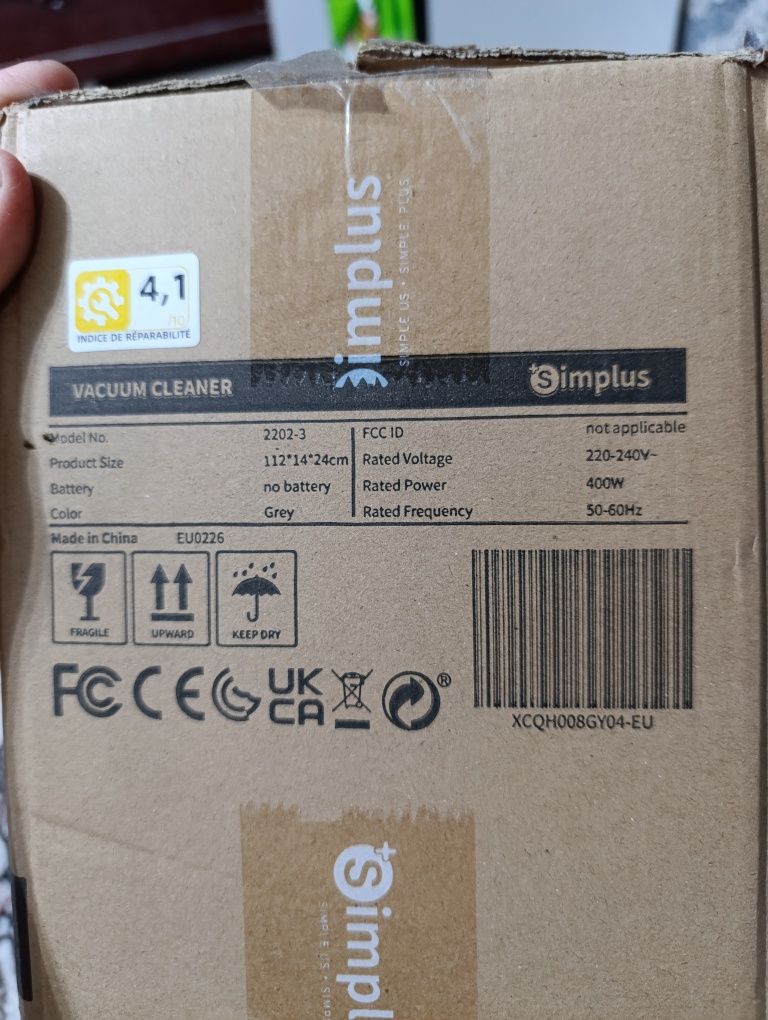 Simplus
SIMPLE US · SIMPLE PLUS
4,1
/10
INDICE DE RÉPARABILITÉ
VACUUM CLEANER
Simplus
Model No. 2202-3 FCC ID not applicable
Product Size 112*14*24cm Rated Voltage 220-240V~
Battery no battery Rated Power 400W
Color Grey Rated Frequency 50-60Hz
Made in China EU0226
FRAGILE UPWARD KEEP DRY
FC CE UK CA ®
XCQH008GY04-EU
Simpl
SIMPLE US · SIMP